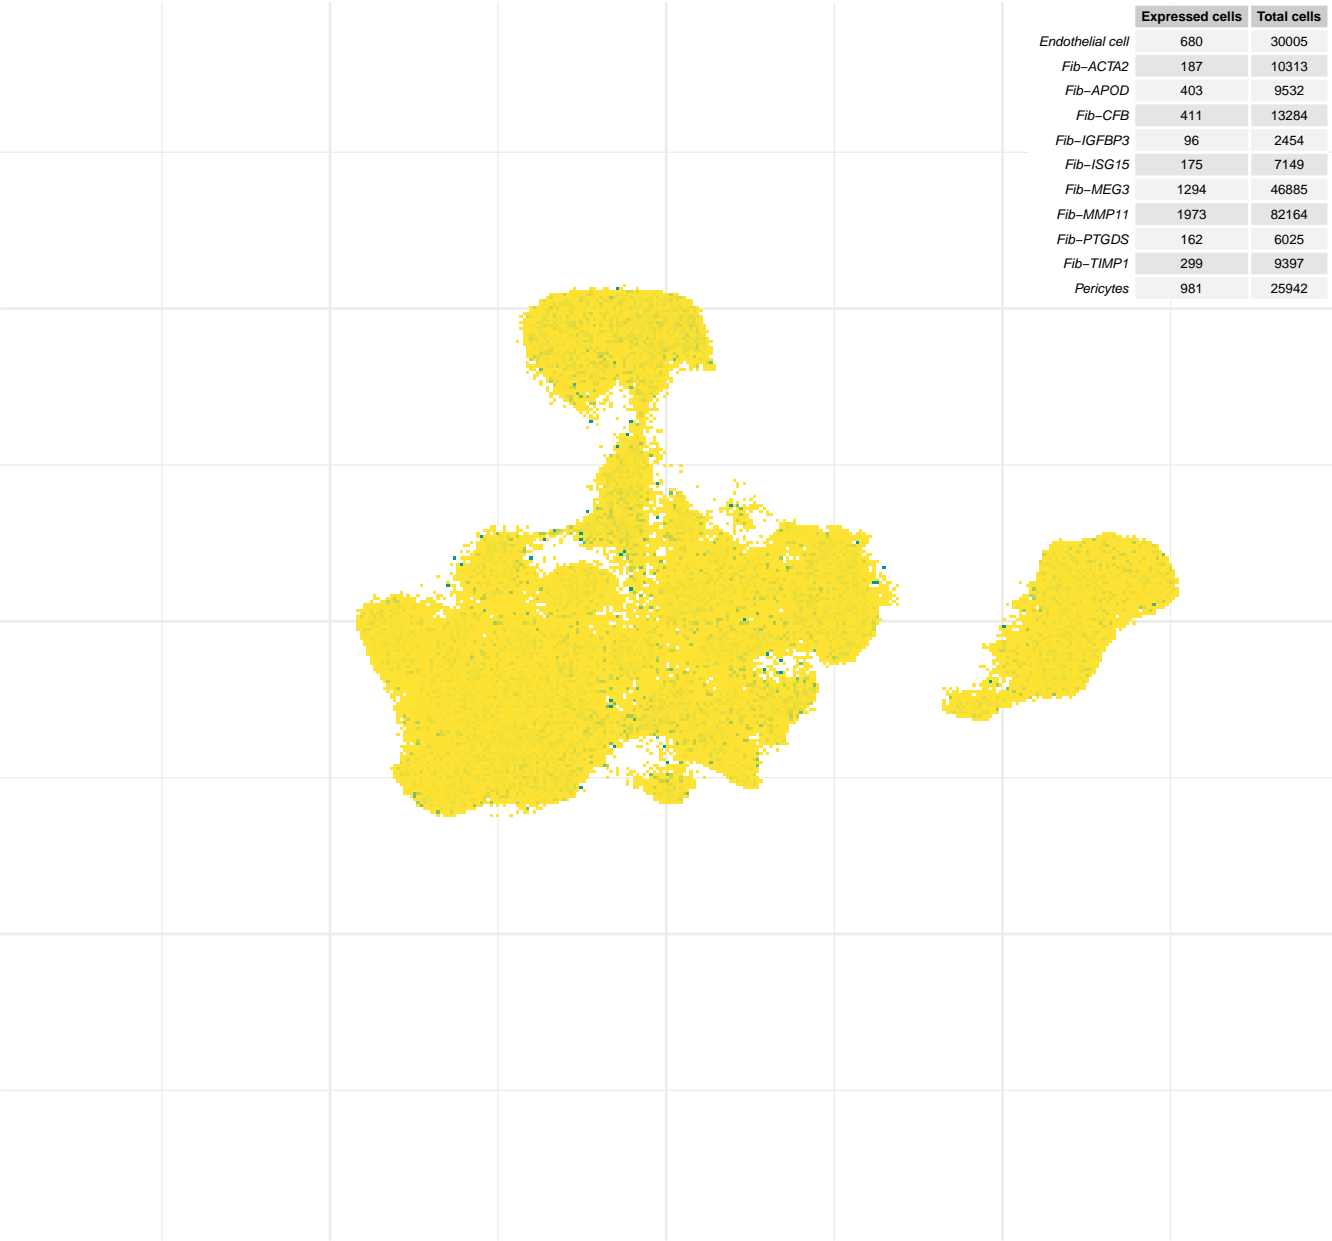 Expressed cells Total cells
Endothelial cell 680 30005
Fib−ACTA2 187 10313
Fib−APOD 403 9532
Fib−CFB 411 13284
Fib−IGFBP3 96 2454
Fib−ISG15 175 7149
Fib−MEG3 1294 46885
Fib−MMP11 1973 82164
Fib−PTGDS 162 6025
Fib−TIMP1 299 9397
Pericytes 981 25942